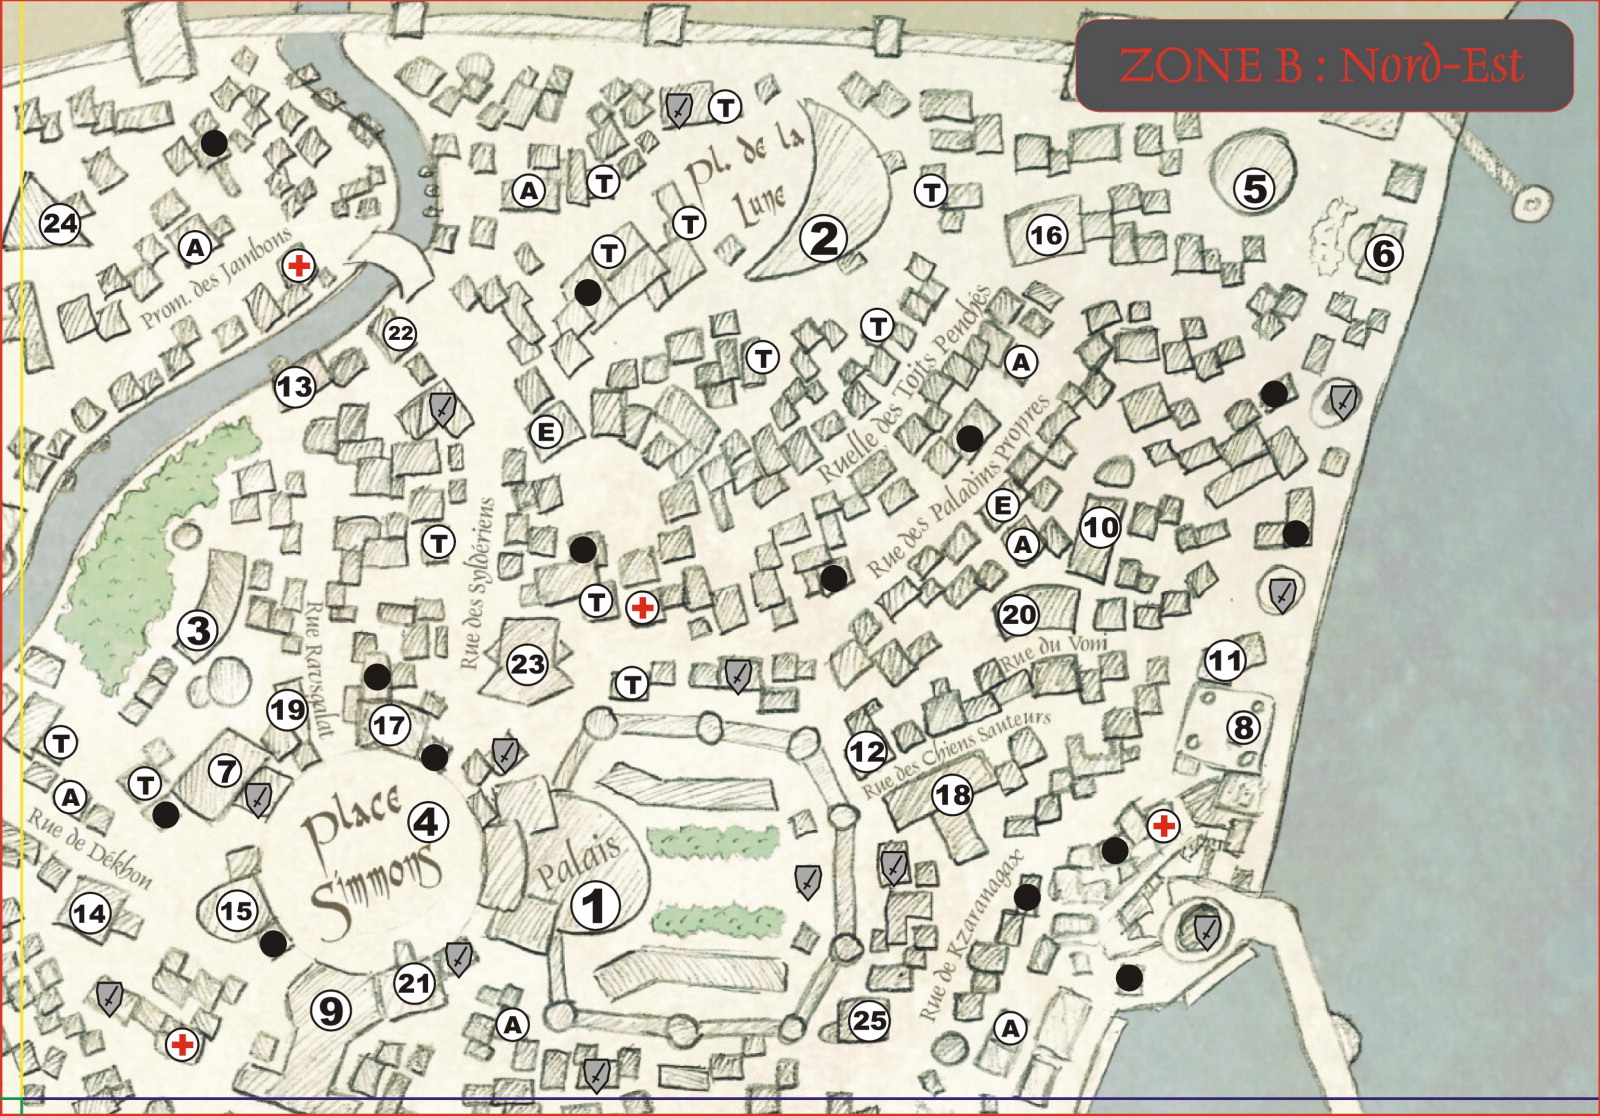 ZONE B : Nord-Est
T
Pl. de la
Lune
24
A
A
T
T
T
T
2
16
5
6
Prom. des Jambons
22
13
T
T
Ruelle des Toits Penchés
A
E
Rue des Paladins Propres
E
A
10
T
Rue des Syldériens
T
3
Rue Ravsalat
23
T
20
Rue du Voni
11
8
19
17
12
Rue des Chiens Sauteurs
18
T
T
A
7
Place
Simmons
4
Palais
1
Rue de Dékhon
14
15
Rue de Kzaranagax
9
21
A
25
A